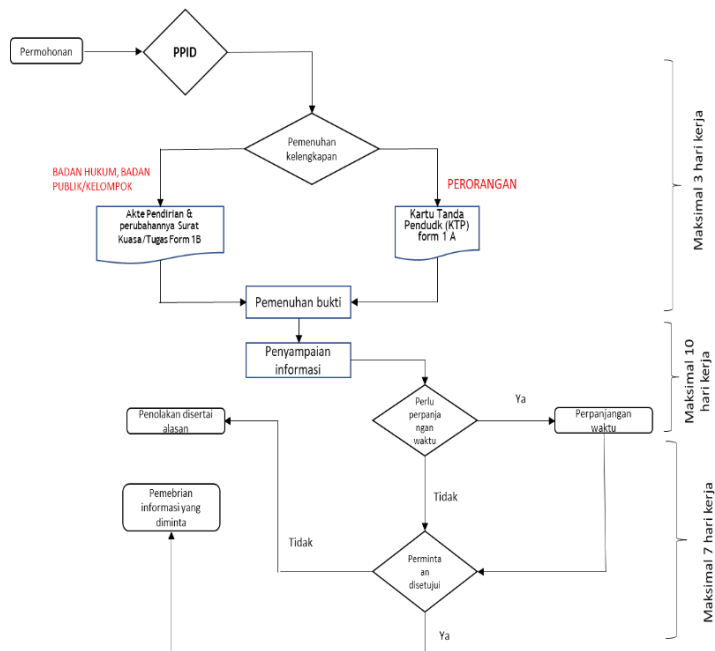 Permohonan
PPID
Pemenuhan
kelengkapan
BADAN HUKUM, BADAN
PUBLIK/KELOMPOK
PERORANGAN
Akte Pendirian &
perubahannya Surat
Kuasa/Tugas Form 1B
Kartu Tanda
Pendudk (KTP)
form 1 A
Pemenuhan bukti
Penyampaian
informasi
Perlu
perpanja
ngan
waktu
Ya
Perpanjangan
waktu
Penolakan disertai
alasan
Tidak
Pemebrian
informasi yang
diminta
Tidak
Perminta
an
disetujui
Ya
Maksimal 3 hari kerja
Maksimal 10
hari kerja
Maksimal 7 hari kerja